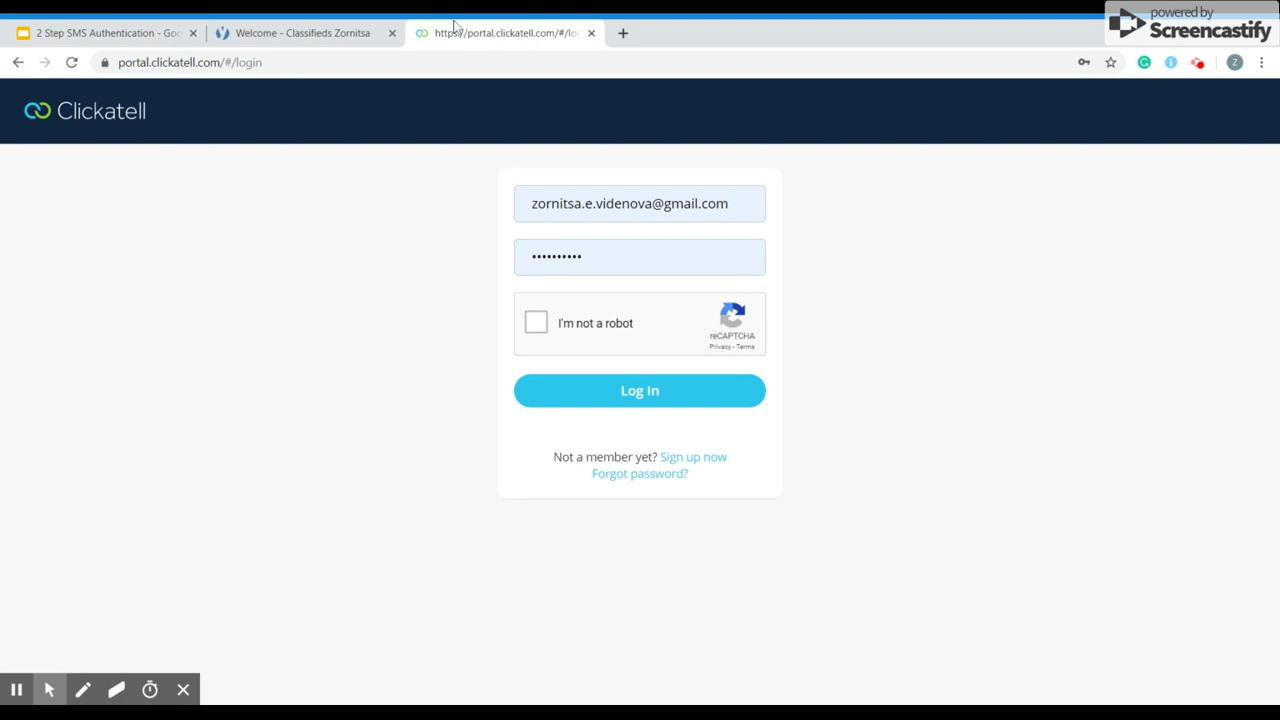 powered by
Screencastify
2 Step SMS Authentication - Goo
Welcome - Classifieds Zornitsa
https://portal.clickatell.com/#/lo
portal.clickatell.com/#/login
Z
Clickatell
zornitsa.e.videnova@gmail.com
••••••••••
I'm not a robot
reCAPTCHA
Privacy - Terms
Log In
Not a member yet? Sign up now
Forgot password?